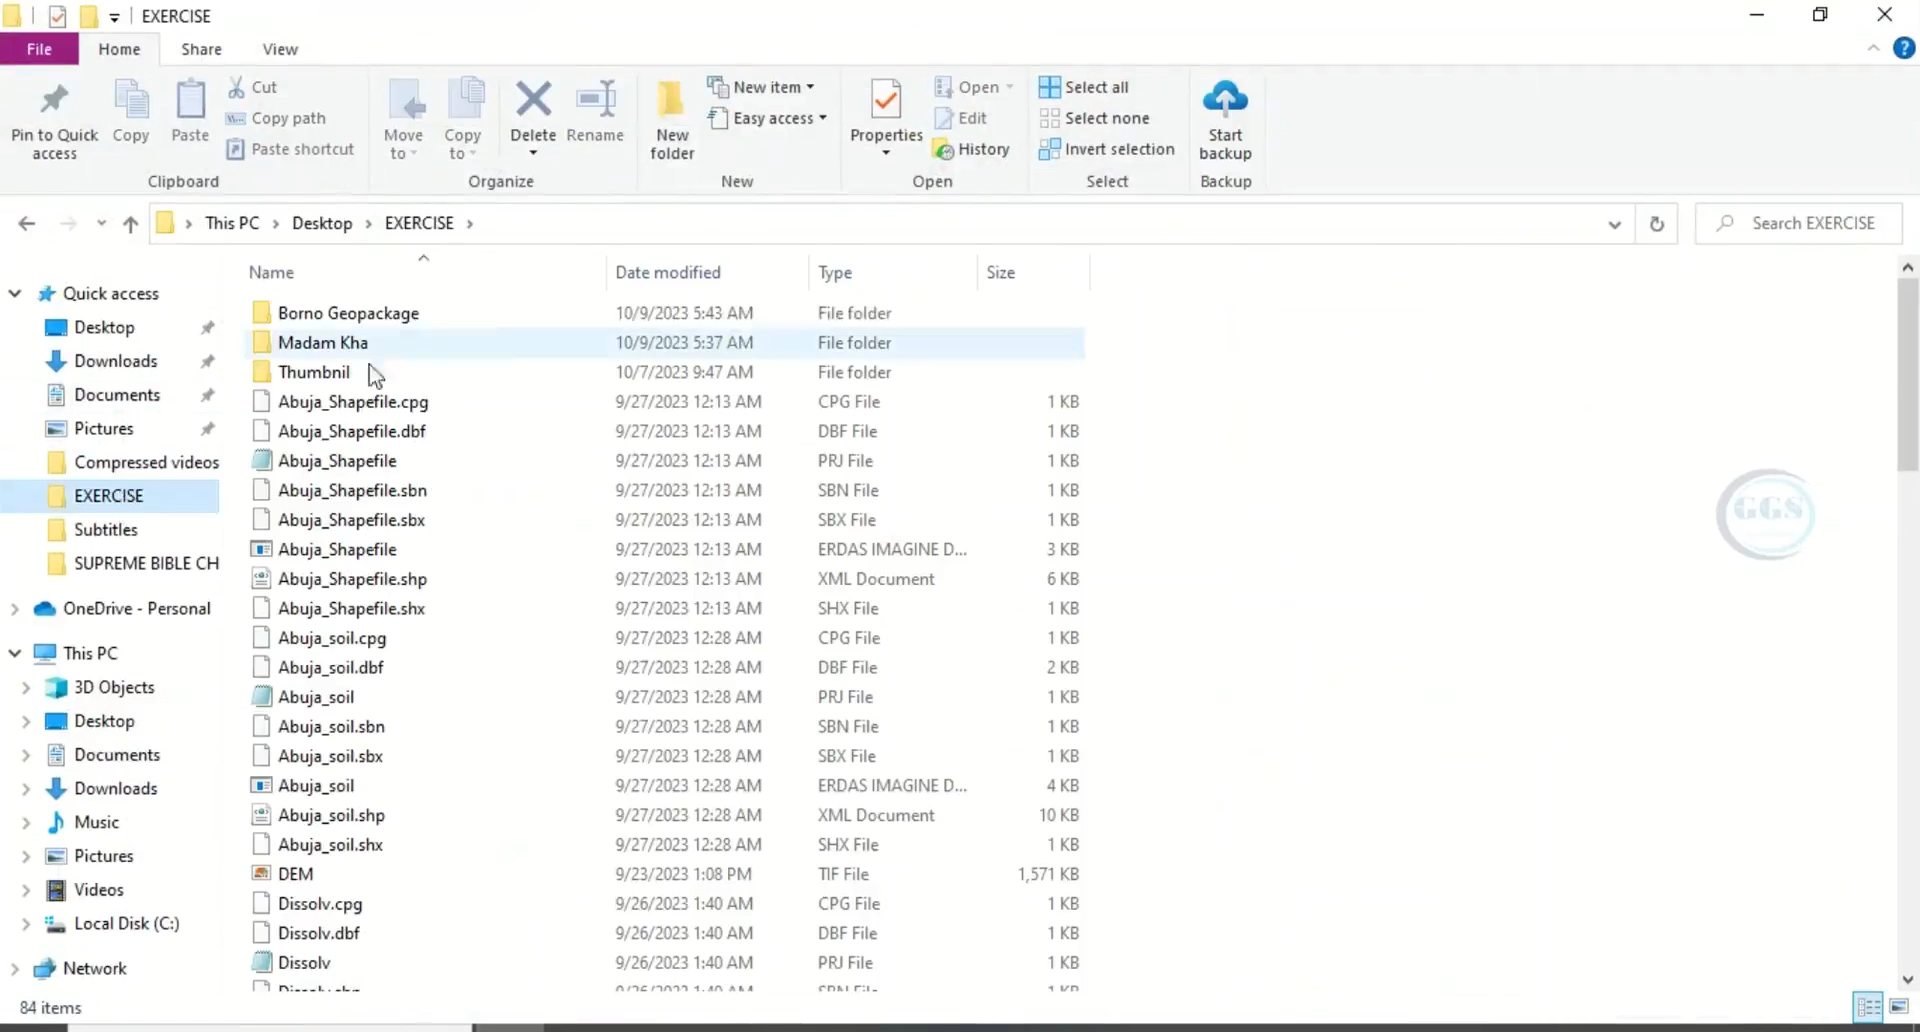 EXERCISE
File Home Share View
Pin to Quick access
Copy
Paste
Cut
Copy path
Paste shortcut
Clipboard
Move to
Copy to
Delete
Rename
Organize
New folder
New item
Easy access
New
Properties
Open
Edit
History
Open
Select all
Select none
Invert selection
Select
Start backup
Backup
This PC > Desktop > EXERCISE >
Search EXERCISE
Quick access
Desktop
Downloads
Documents
Pictures
Compressed videos
EXERCISE
Subtitles
SUPREME BIBLE CH
OneDrive - Personal
This PC
3D Objects
Desktop
Documents
Downloads
Music
Pictures
Videos
Local Disk (C:)
Network
Name Date modified Type Size
Borno Geopackage 10/9/2023 5:43 AM File folder
Madam Kha 10/9/2023 5:37 AM File folder
Thumbnil 10/7/2023 9:47 AM File folder
Abuja_Shapefile.cpg 9/27/2023 12:13 AM CPG File 1 KB
Abuja_Shapefile.dbf 9/27/2023 12:13 AM DBF File 1 KB
Abuja_Shapefile 9/27/2023 12:13 AM PRJ File 1 KB
Abuja_Shapefile.sbn 9/27/2023 12:13 AM SBN File 1 KB
Abuja_Shapefile.sbx 9/27/2023 12:13 AM SBX File 1 KB
Abuja_Shapefile 9/27/2023 12:13 AM ERDAS IMAGINE D... 3 KB
Abuja_Shapefile.shp 9/27/2023 12:13 AM XML Document 6 KB
Abuja_Shapefile.shx 9/27/2023 12:13 AM SHX File 1 KB
Abuja_soil.cpg 9/27/2023 12:28 AM CPG File 1 KB
Abuja_soil.dbf 9/27/2023 12:28 AM DBF File 2 KB
Abuja_soil 9/27/2023 12:28 AM PRJ File 1 KB
Abuja_soil.sbn 9/27/2023 12:28 AM SBN File 1 KB
Abuja_soil.sbx 9/27/2023 12:28 AM SBX File 1 KB
Abuja_soil 9/27/2023 12:28 AM ERDAS IMAGINE D... 4 KB
Abuja_soil.shp 9/27/2023 12:28 AM XML Document 10 KB
Abuja_soil.shx 9/27/2023 12:28 AM SHX File 1 KB
DEM 9/23/2023 1:08 PM TIF File 1,571 KB
Dissolv.cpg 9/26/2023 1:40 AM CPG File 1 KB
Dissolv.dbf 9/26/2023 1:40 AM DBF File 1 KB
Dissolv 9/26/2023 1:40 AM PRJ File 1 KB
GGS
84 items